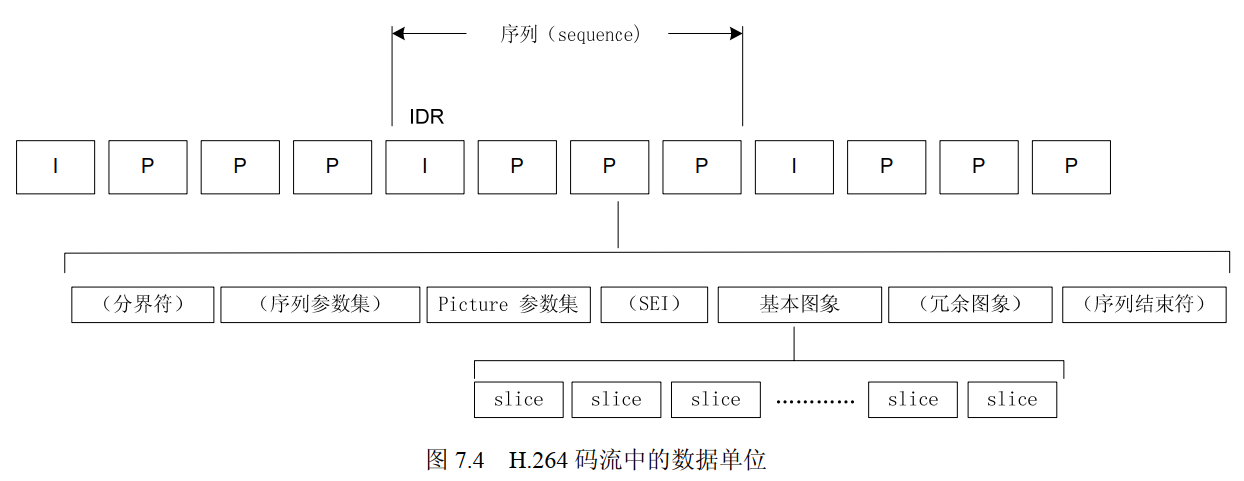 序列（sequence）
IDR
I P P P I P P P I P P P
（分界符） （序列参数集） Picture 参数集 （SEI） 基本图象 （冗余图象） （序列结束符）
slice slice slice ………… slice slice
图 7.4 H.264 码流中的数据单位